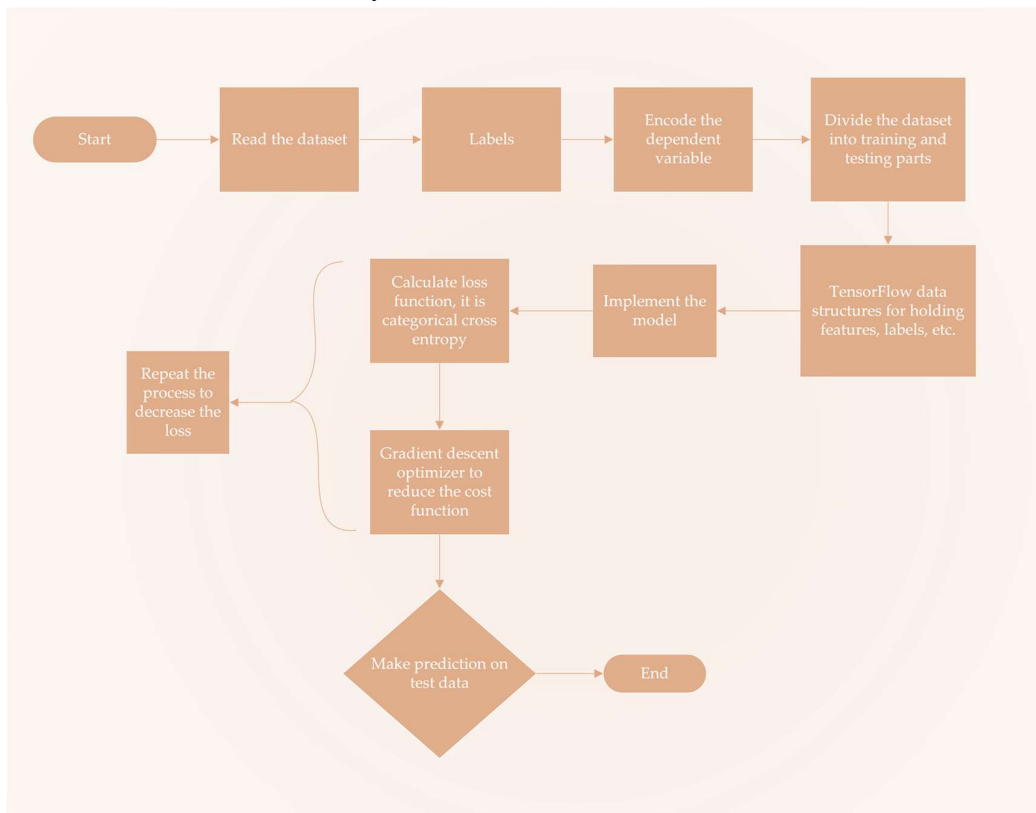 Start
Read the dataset
Labels
Encode the
dependent
variable
Divide the dataset
into training and
testing parts
TensorFlow data
structures for holding
features, labels, etc.
Implement the
model
Calculate loss
function, it is
categorical cross
entropy
Repeat the
process to
decrease the
loss
Gradient descent
optimizer to
reduce the cost
function
Make prediction on
test data
End